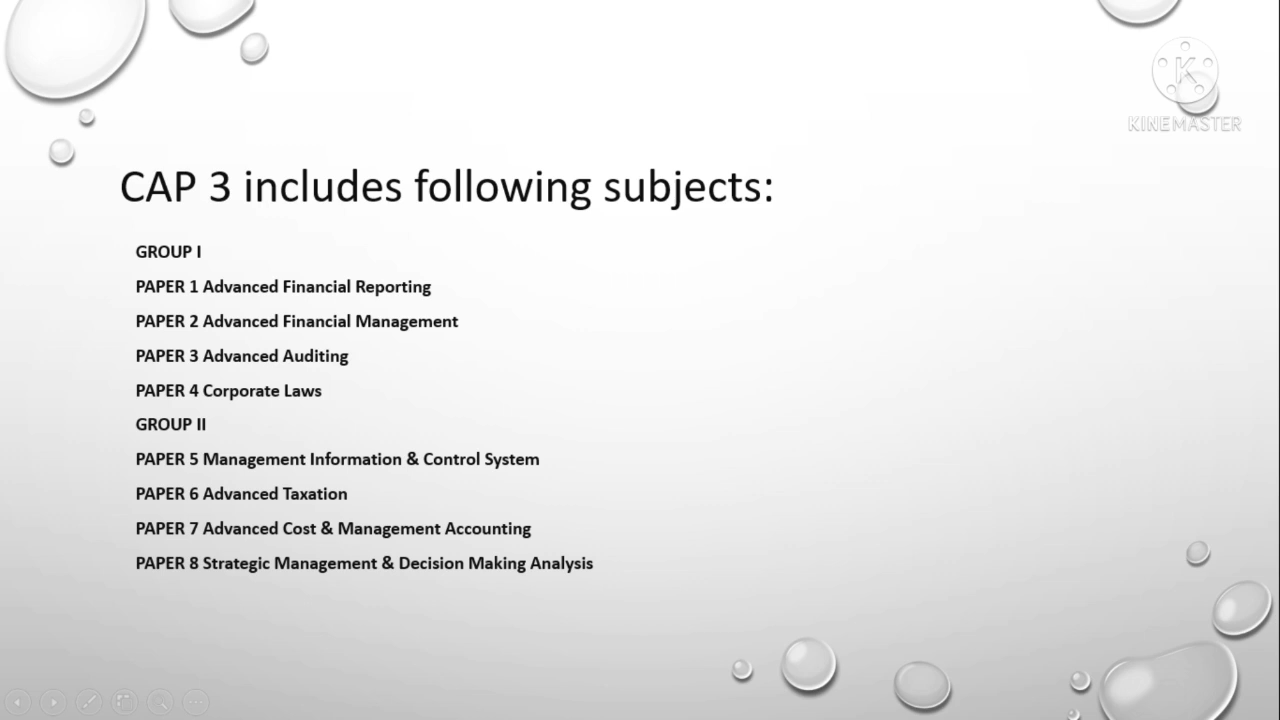 KINEMASTER
CAP 3 includes following subjects:
GROUP I
PAPER 1 Advanced Financial Reporting
PAPER 2 Advanced Financial Management
PAPER 3 Advanced Auditing
PAPER 4 Corporate Laws
GROUP II
PAPER 5 Management Information & Control System
PAPER 6 Advanced Taxation
PAPER 7 Advanced Cost & Management Accounting
PAPER 8 Strategic Management & Decision Making Analysis